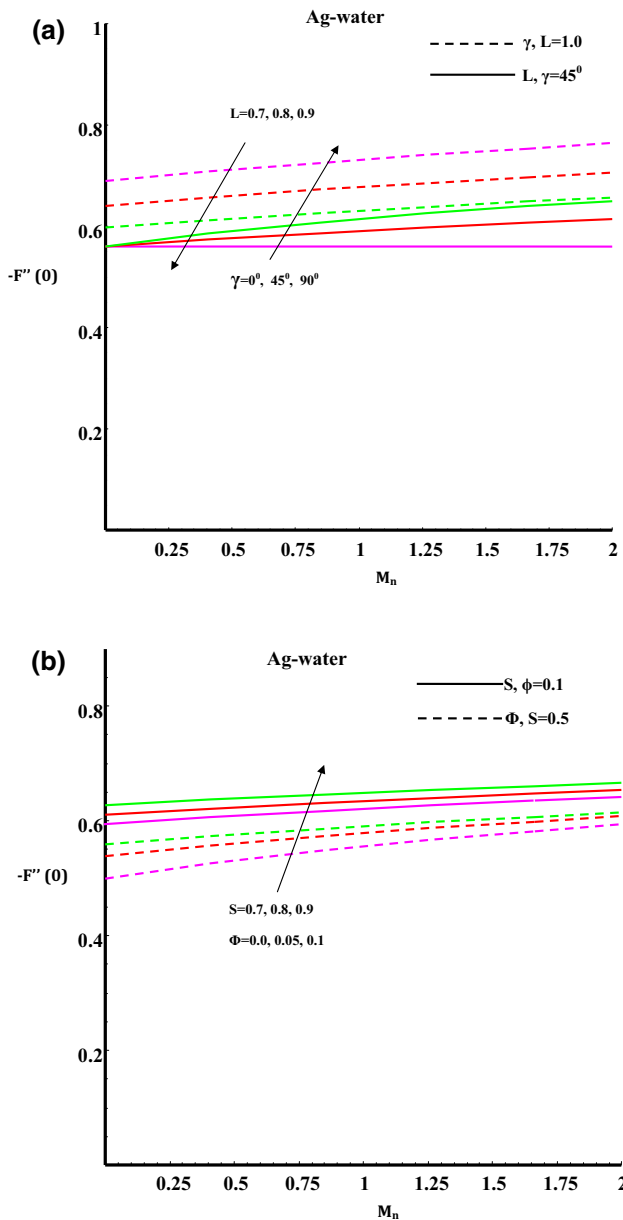 (a)
Ag-water
1
γ, L=1.0
L, γ=45⁰
L=0.7, 0.8, 0.9
0.8
0.6
-F'' (0)
γ=0⁰, 45⁰, 90⁰
0.4
0.2
0.25 0.5 0.75 1 1.25 1.5 1.75 2
Mₙ
(b)
Ag-water
S, ϕ=0.1
Φ, S=0.5
0.8
0.6
-F'' (0)
S=0.7, 0.8, 0.9
Φ=0.0, 0.05, 0.1
0.4
0.2
0.25 0.5 0.75 1 1.25 1.5 1.75 2
Mₙ